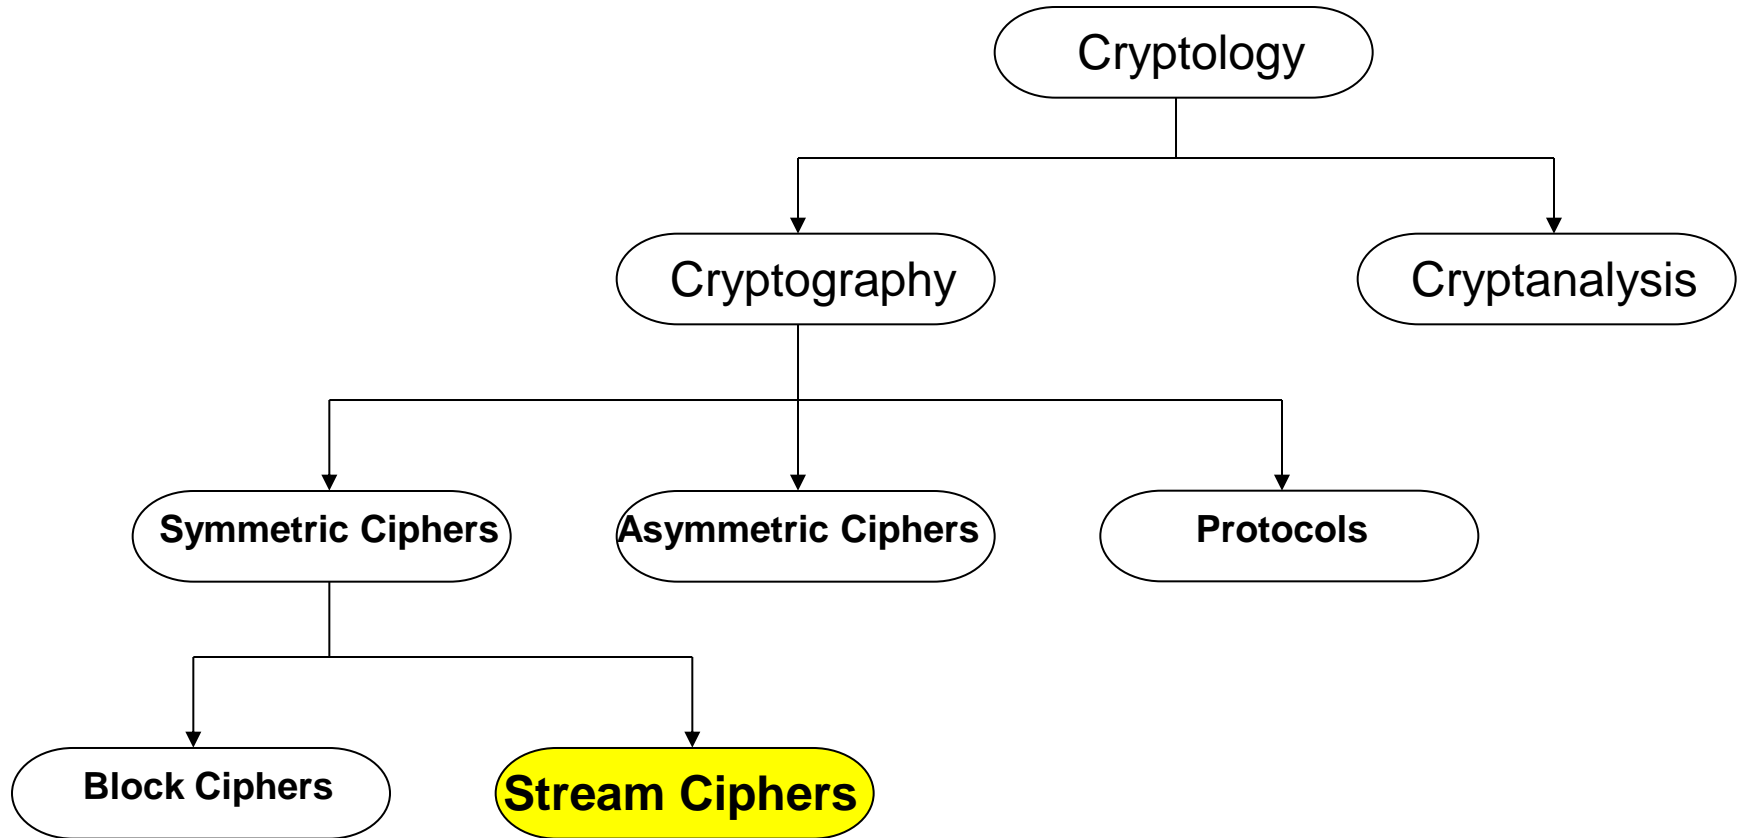 Cryptology
Cryptography
Cryptanalysis
Symmetric Ciphers
Asymmetric Ciphers
Protocols
Block Ciphers
Stream Ciphers